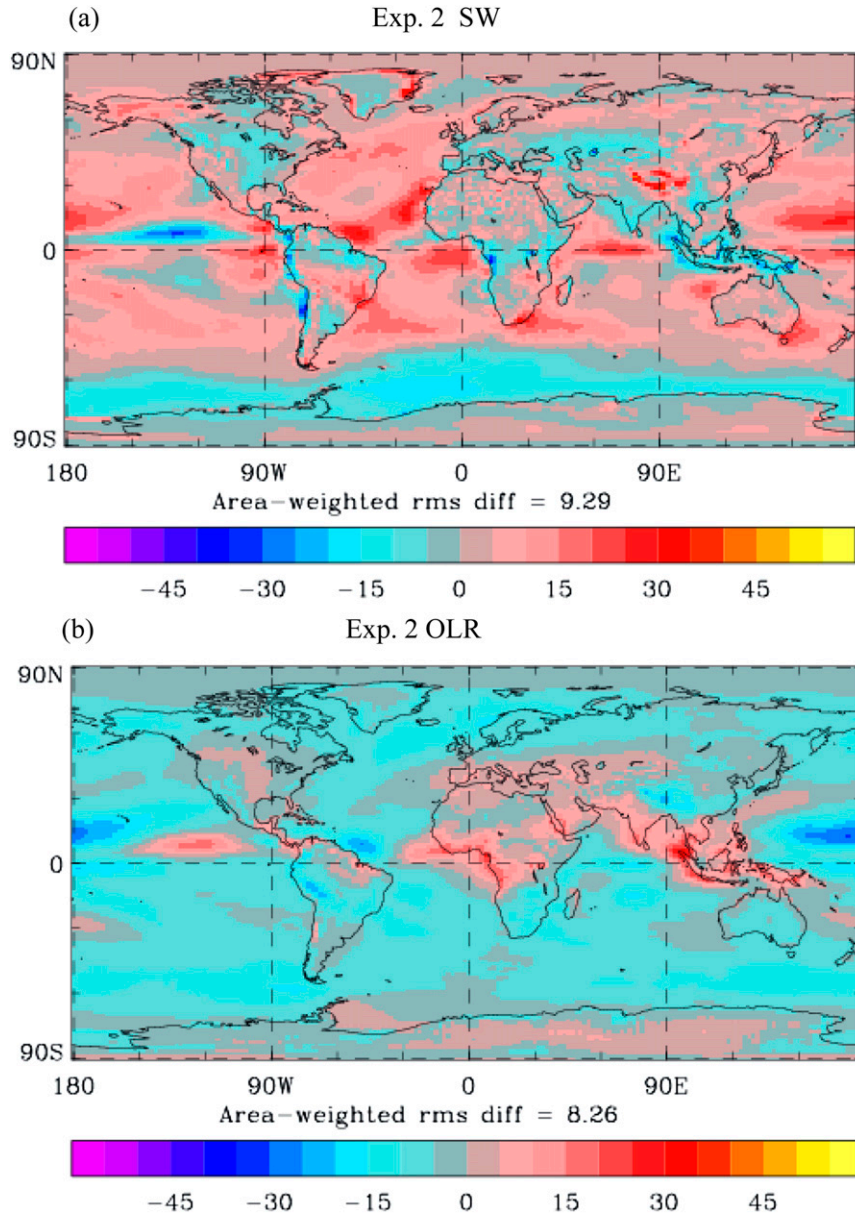 (a) Exp. 2 SW
90N
0
90S
180 90W 0 90E
Area-weighted rms diff = 9.29
−45 −30 −15 0 15 30 45
(b) Exp. 2 OLR
90N
0
90S
180 90W 0 90E
Area-weighted rms diff = 8.26
−45 −30 −15 0 15 30 45